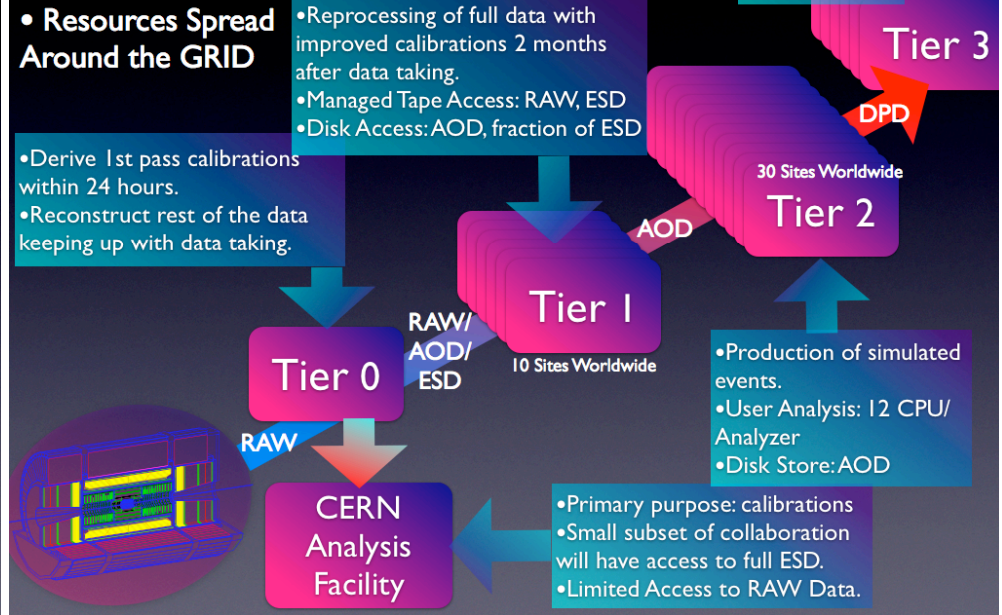 • Resources Spread
Around the GRID
•Reprocessing of full data with
improved calibrations 2 months
after data taking.
•Managed Tape Access: RAW, ESD
•Disk Access: AOD, fraction of ESD
•Derive 1st pass calibrations
within 24 hours.
•Reconstruct rest of the data
keeping up with data taking.
Tier 3
DPD
30 Sites Worldwide
Tier 2
AOD
Tier 1
10 Sites Worldwide
RAW/
AOD/
ESD
Tier 0
RAW
•Production of simulated
events.
•User Analysis: 12 CPU/
Analyzer
•Disk Store: AOD
CERN
Analysis
Facility
•Primary purpose: calibrations
•Small subset of collaboration
will have access to full ESD.
•Limited Access to RAW Data.